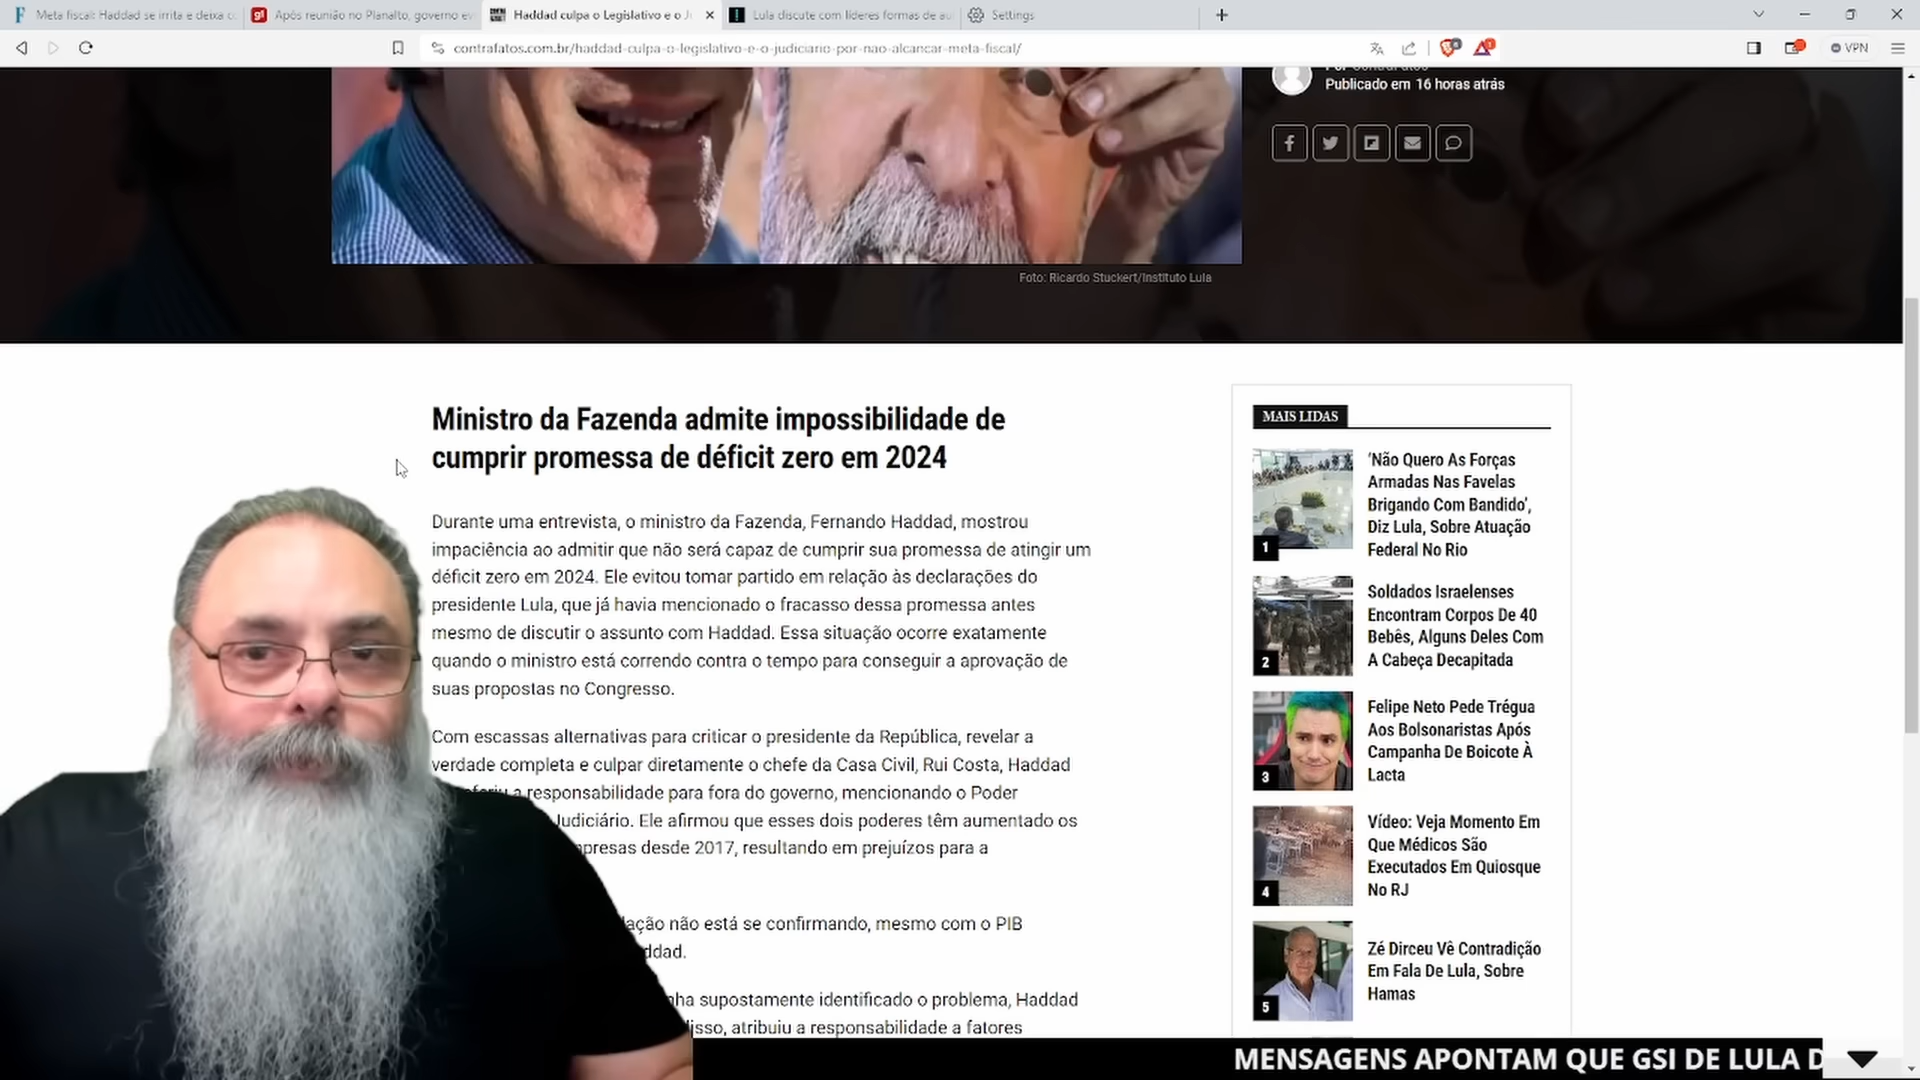 Meta fiscal: Haddad se irrita e deixa c
Após reunião no Planalto, governo e
Haddad culpa o Legislativo e o J
Lula discute com líderes formas de au
Settings
contrafatos.com.br/haddad-culpa-o-legislativo-e-o-judiciario-por-nao-alcancar-meta-fiscal/
VPN
Publicado em 16 horas atrás
Foto: Ricardo Stuckert/Instituto Lula
Ministro da Fazenda admite impossibilidade de
cumprir promessa de déficit zero em 2024
Durante uma entrevista, o ministro da Fazenda, Fernando Haddad, mostrou
impaciência ao admitir que não será capaz de cumprir sua promessa de atingir um
déficit zero em 2024. Ele evitou tomar partido em relação às declarações do
presidente Lula, que já havia mencionado o fracasso dessa promessa antes
mesmo de discutir o assunto com Haddad. Essa situação ocorre exatamente
quando o ministro está correndo contra o tempo para conseguir a aprovação de
suas propostas no Congresso.
Com escassas alternativas para criticar o presidente da República, revelar a
verdade completa e culpar diretamente o chefe da Casa Civil, Rui Costa, Haddad
a responsabilidade para fora do governo, mencionando o Poder
Judiciário. Ele afirmou que esses dois poderes têm aumentado os
presas desde 2017, resultando em prejuízos para a
ação não está se confirmando, mesmo com o PIB
ddad.
nha supostamente identificado o problema, Haddad
disso, atribuiu a responsabilidade a fatores
MAIS LIDAS
'Não Quero As Forças
Armadas Nas Favelas
Brigando Com Bandido',
Diz Lula, Sobre Atuação
Federal No Rio
1
Soldados Israelenses
Encontram Corpos De 40
Bebês, Alguns Deles Com
A Cabeça Decapitada
2
Felipe Neto Pede Trégua
Aos Bolsonaristas Após
Campanha De Boicote À
Lacta
3
Vídeo: Veja Momento Em
Que Médicos São
Executados Em Quiosque
No RJ
4
Zé Dirceu Vê Contradição
Em Fala De Lula, Sobre
Hamas
5
MENSAGENS APONTAM QUE GSI DE LULA D